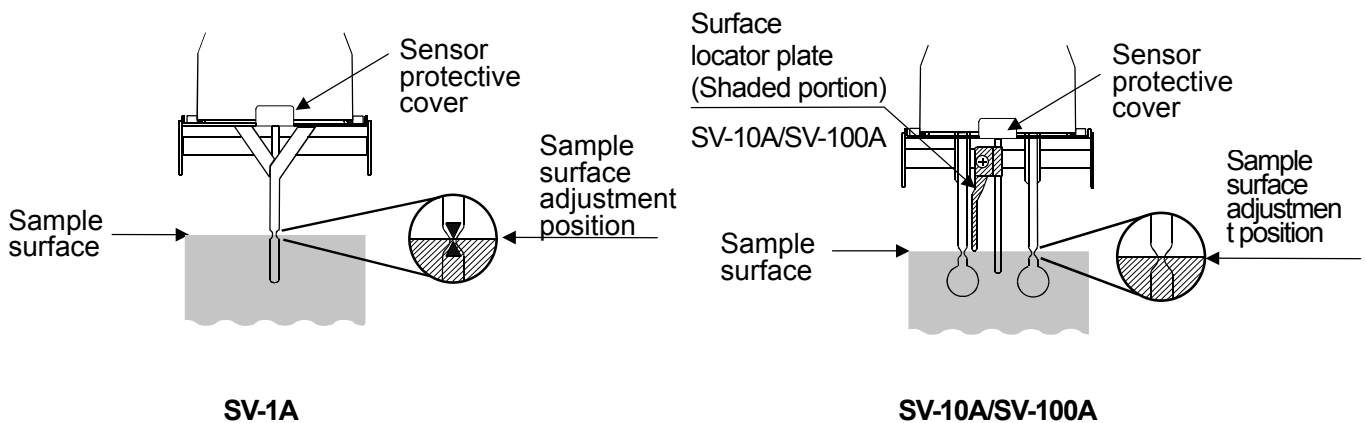 Sensor
protective
cover
Sample
surface
adjustment
position
Sample
surface
SV-1A
Surface
locator plate
(Shaded portion)
SV-10A/SV-100A
Sensor
protective
cover
Sample
surface
adjustmen
t position
Sample
surface
SV-10A/SV-100A